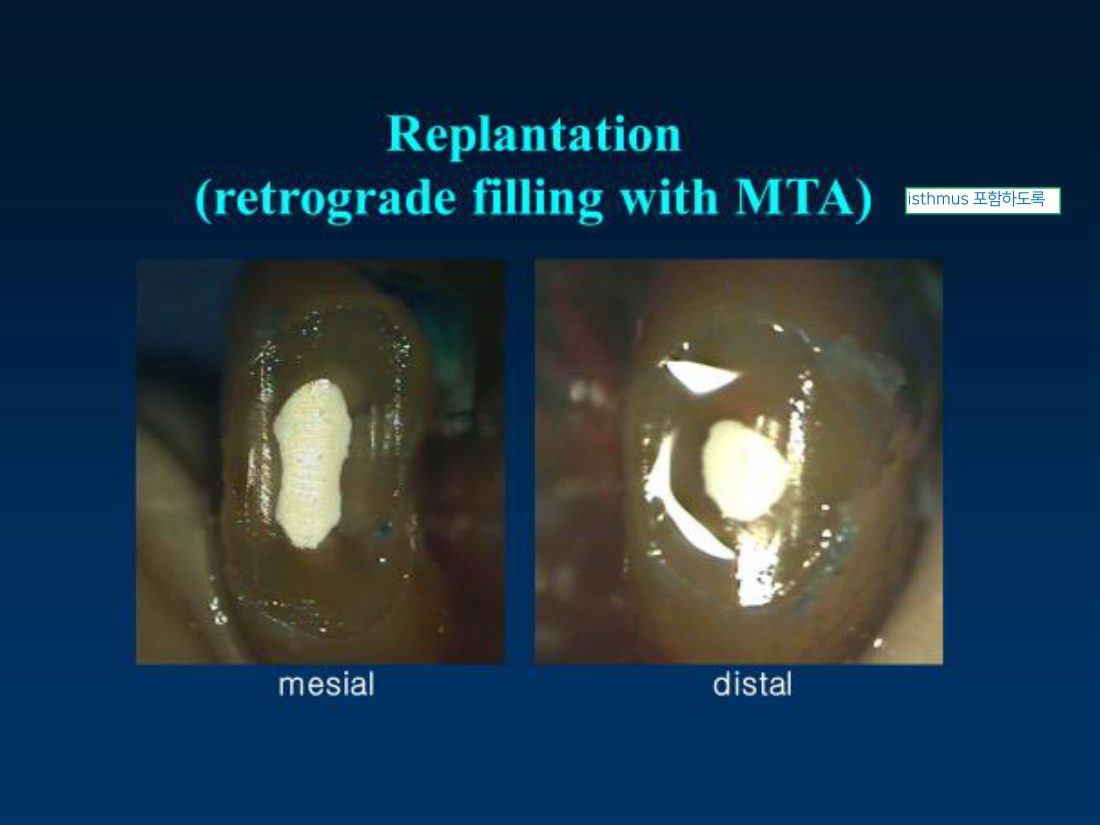 Replantation
(retrograde filling with MTA)
isthmus 포함하도록
mesial
distal